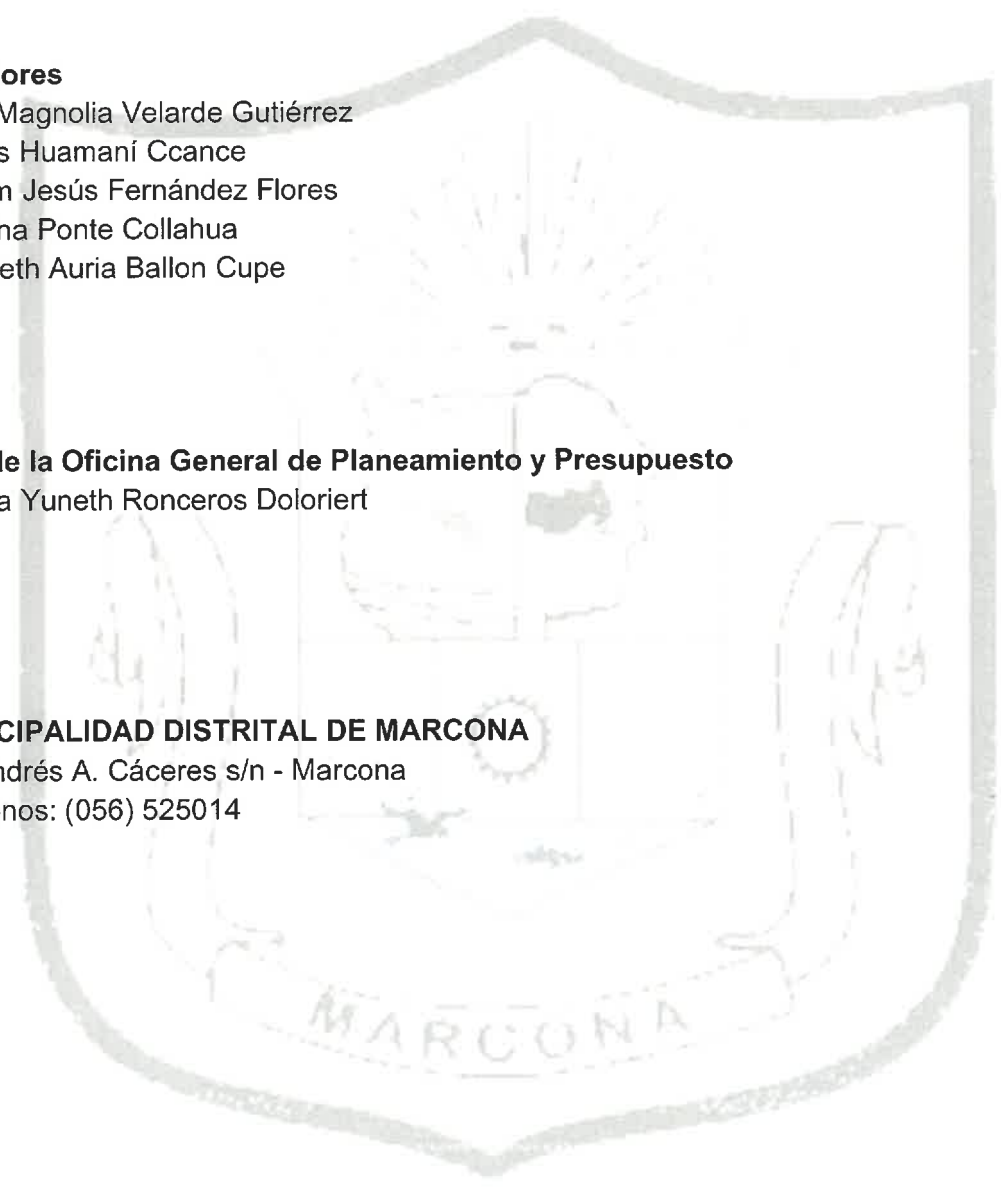 ores
Magnolia Velarde Gutiérrez
s Huamaní Ccance
m Jesús Fernández Flores
na Ponte Collahua
eth Auria Ballon Cupe
de la Oficina General de Planeamiento y Presupuesto
a Yuneth Ronceros Doloriert
CIPALIDAD DISTRITAL DE MARCONA
ndrés A. Cáceres s/n - Marcona
nos: (056) 525014
MARCONA